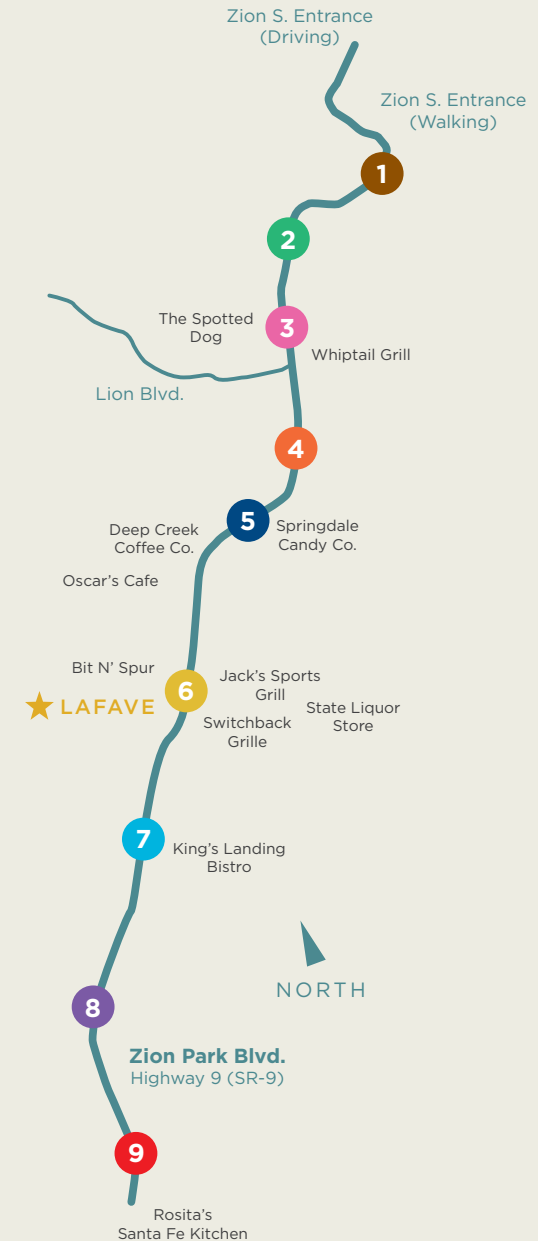 Zion S. Entrance
(Driving)
Zion S. Entrance
(Walking)
1
2
The Spotted
Dog
3
Whiptail Grill
Lion Blvd.
4
5
Deep Creek
Coffee Co.
Springdale
Candy Co.
Oscar’s Cafe
Bit N’ Spur
6
Jack’s Sports
Grill
LAFAVE
State Liquor
Store
Switchback
Grille
7
King’s Landing
Bistro
NORTH
8
Zion Park Blvd.
Highway 9 (SR-9)
9
Rosita’s
Santa Fe Kitchen